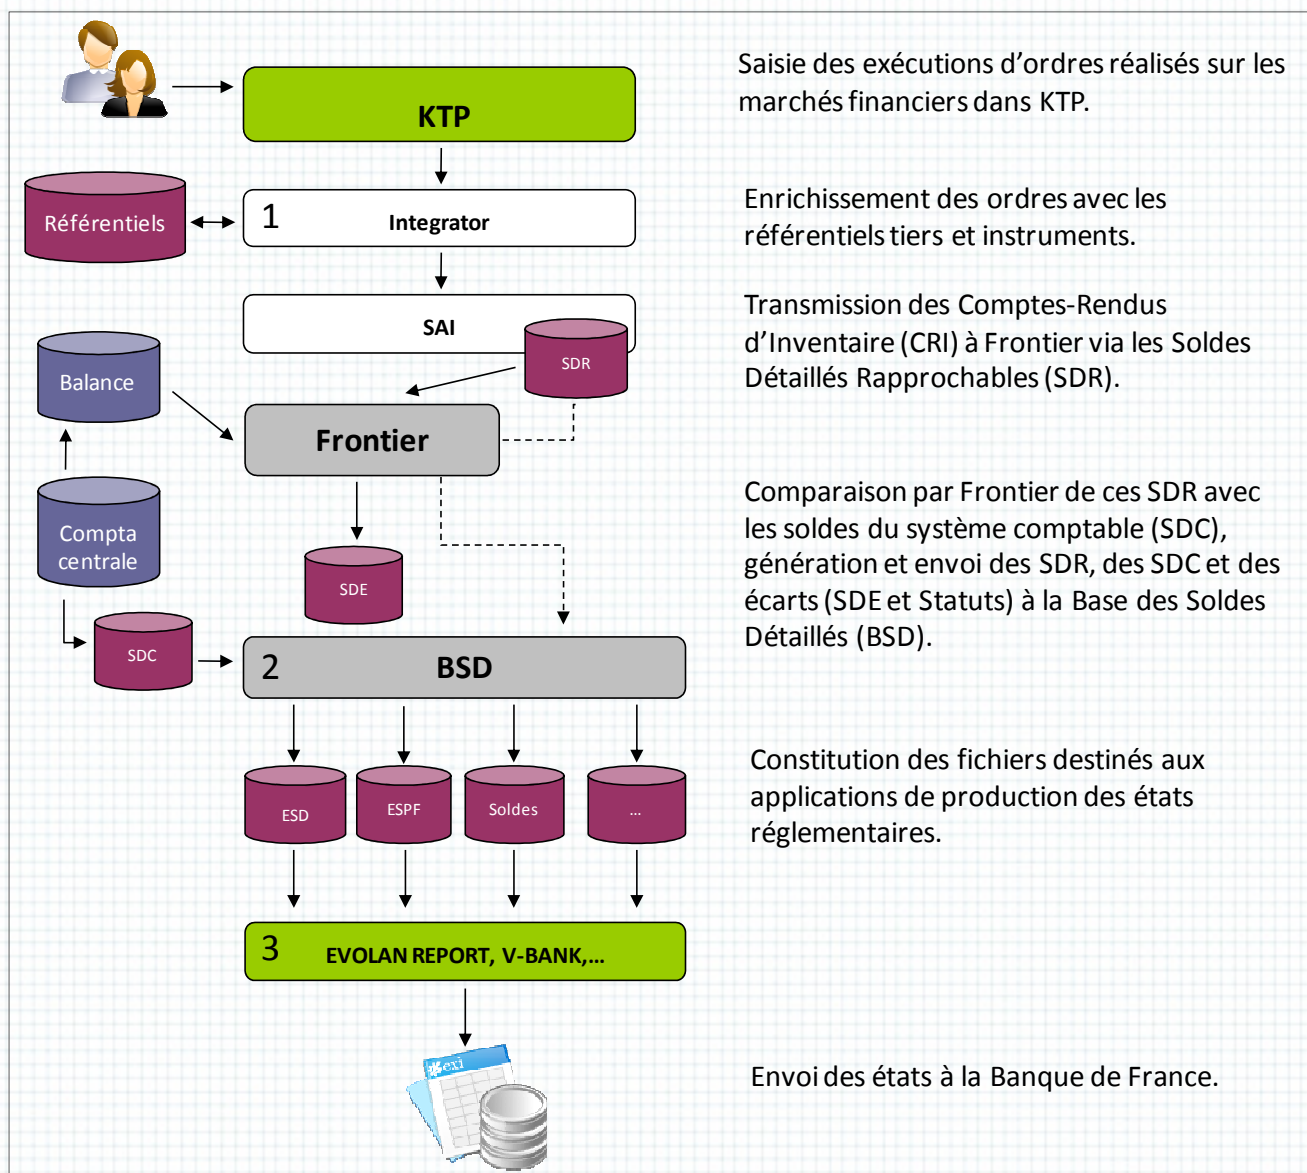 KTP
Saisie des exécutions d'ordres réalisés sur les
marchés financiers dans KTP.
Référentiels
1
Integrator
Enrichissement des ordres avec les
référentiels tiers et instruments.
SAI
SDR
Transmission des Comptes-Rendus
d'Inventaire (CRI) à Frontier via les Soldes
Détaillés Rapprochables (SDR).
Balance
Frontier
Compta
centrale
SDE
SDC
Comparaison par Frontier de ces SDR avec
les soldes du système comptable (SDC),
génération et envoi des SDR, des SDC et des
écarts (SDE et Statuts) à la Base des Soldes
Détaillés (BSD).
2
BSD
ESD
ESPF
Soldes
...
Constitution des fichiers destinés aux
applications de production des états
réglementaires.
3
EVOLAN REPORT, V-BANK,...
exi
Envoi des états à la Banque de France.